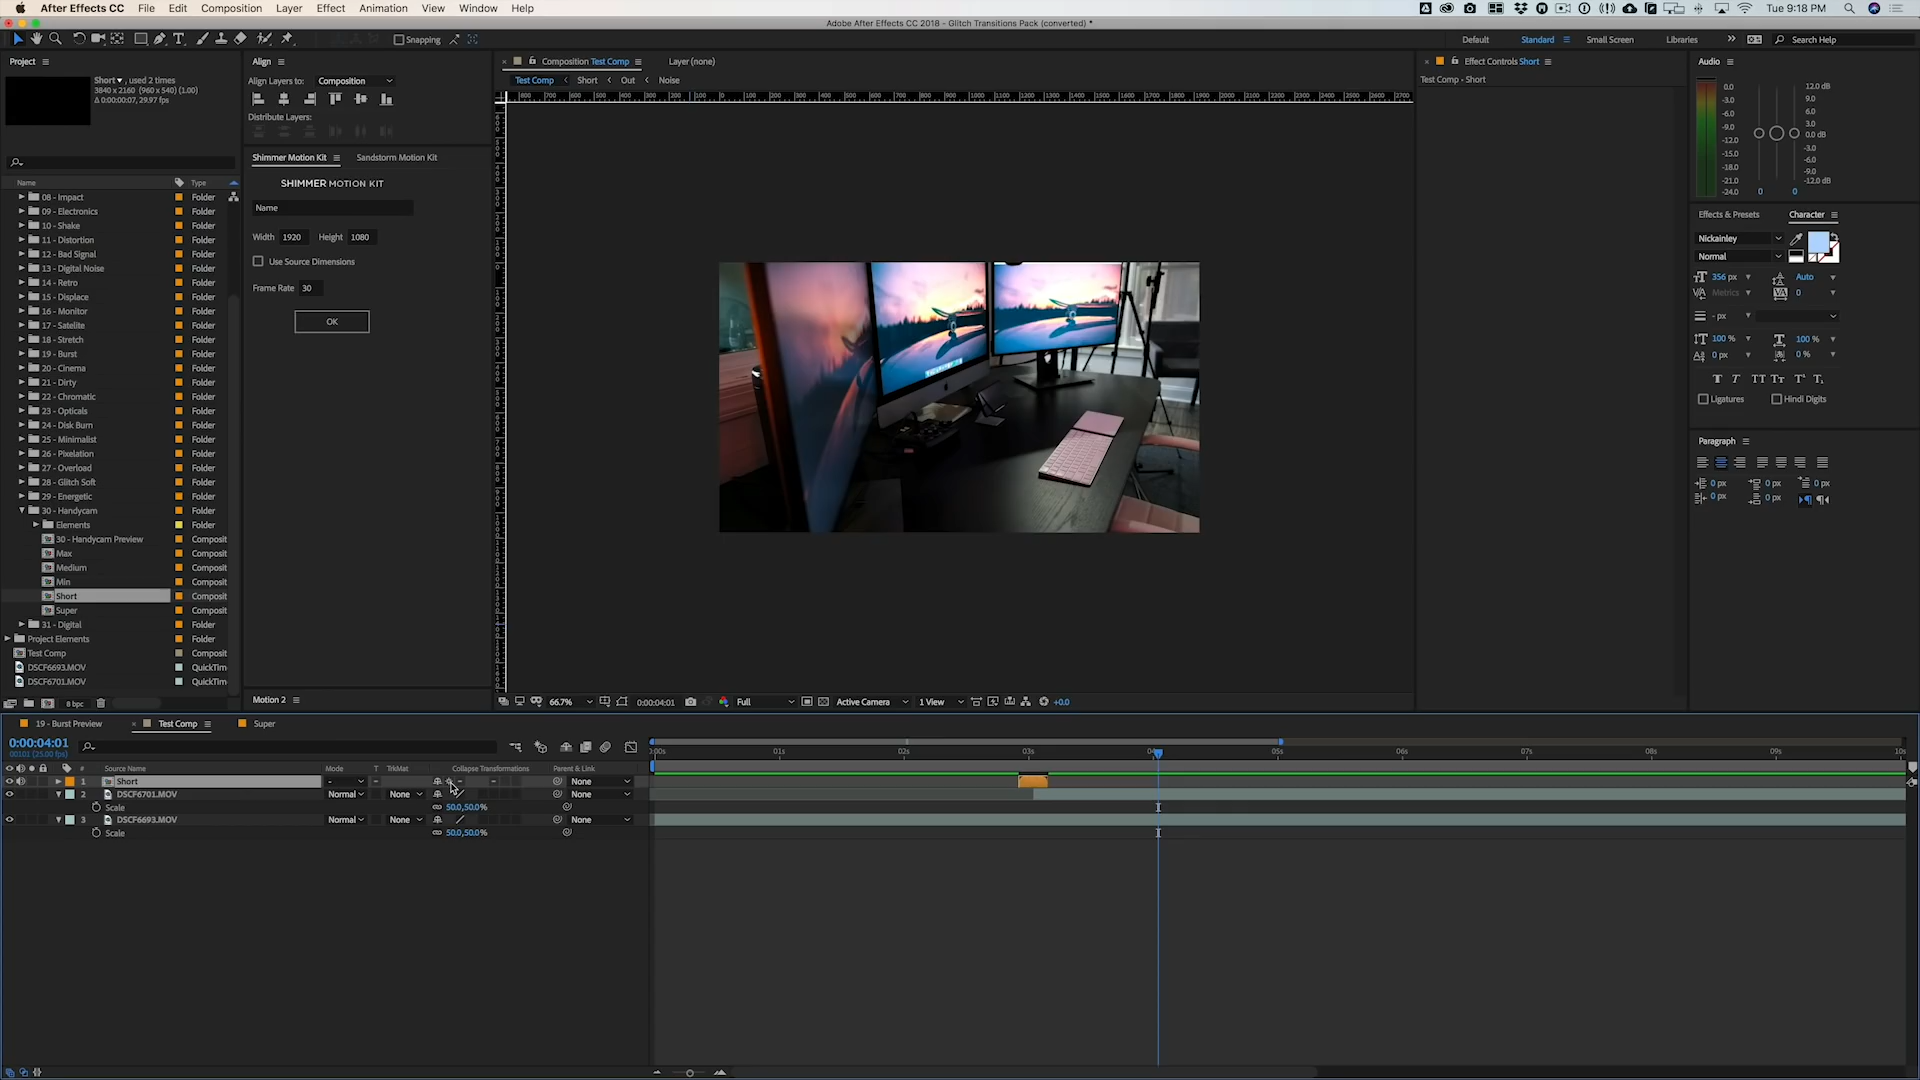 After Effects CC File Edit Composition Layer Effect Animation View Window Help
Tue 9:18 PM
Adobe After Effects CC 2018 - Glitch Transitions Pack (converted) *
Snapping
Default Standard Small Screen Libraries Search Help
Project
Short , used 2 times
3840 x 2160 (960 x 540) (1.00)
Δ 0:00:00:07, 29.97 fps
Name Type
08 - Impact Folder
09 - Electronics Folder
10 - Shake Folder
11 - Distortion Folder
12 - Bad Signal Folder
13 - Digital Noise Folder
14 - Retro Folder
15 - Displace Folder
16 - Monitor Folder
17 - Satelite Folder
18 - Stretch Folder
19 - Burst Folder
20 - Cinema Folder
21 - Dirty Folder
22 - Chromatic Folder
23 - Opticals Folder
24 - Disk Burn Folder
25 - Minimalist Folder
26 - Pixelation Folder
27 - Overload Folder
28 - Glitch Soft Folder
29 - Energetic Folder
30 - Handycam Folder
Elements Folder
30 - Handycam Preview Composit
Max Composit
Medium Composit
Min Composit
Short Composit
Super Composit
31 - Digital Folder
Project Elements Folder
Test Comp Composit
DSCF6693.MOV QuickTim
DSCF6701.MOV QuickTim
8 bpc
Align
Align Layers to: Composition
Distribute Layers:
Shimmer Motion Kit Sandstorm Motion Kit
SHIMMER MOTION KIT
Name
Width 1920 Height 1080
Use Source Dimensions
Frame Rate 30
OK
Motion 2
Composition Test Comp Layer (none)
Test Comp Short Out Noise
66.7% 0:00:04:01 Full Active Camera 1 View +0.0
Effect Controls Short
Test Comp - Short
Audio
0.0 12.0 dB
-3.0 9.0
-6.0 6.0
-9.0 3.0
-12.0 0.0 dB
-15.0 -3.0
-18.0 -6.0
-21.0 -9.0
-24.0 -12.0 dB
0 0
Effects & Presets Character
Nickainley
Normal
356 px Auto
Metrics 0
- px
100 % 100 %
0 px 0 %
Ligatures Hindi Digits
Paragraph
0 px 0 px 0 px
0 px 0 px
19 - Burst Preview Test Comp Super
0:00:04:01
00101 (25.00 fps)
# Source Name Mode T TrkMat Collapse Transformations Parent & Link
01s 02s 03s 05s 06s 07s 08s 09s 10s
1 Short - None
2 DSCF6701.MOV Normal None None
Scale 50.0,50.0%
3 DSCF6693.MOV Normal None None
Scale 50.0,50.0%